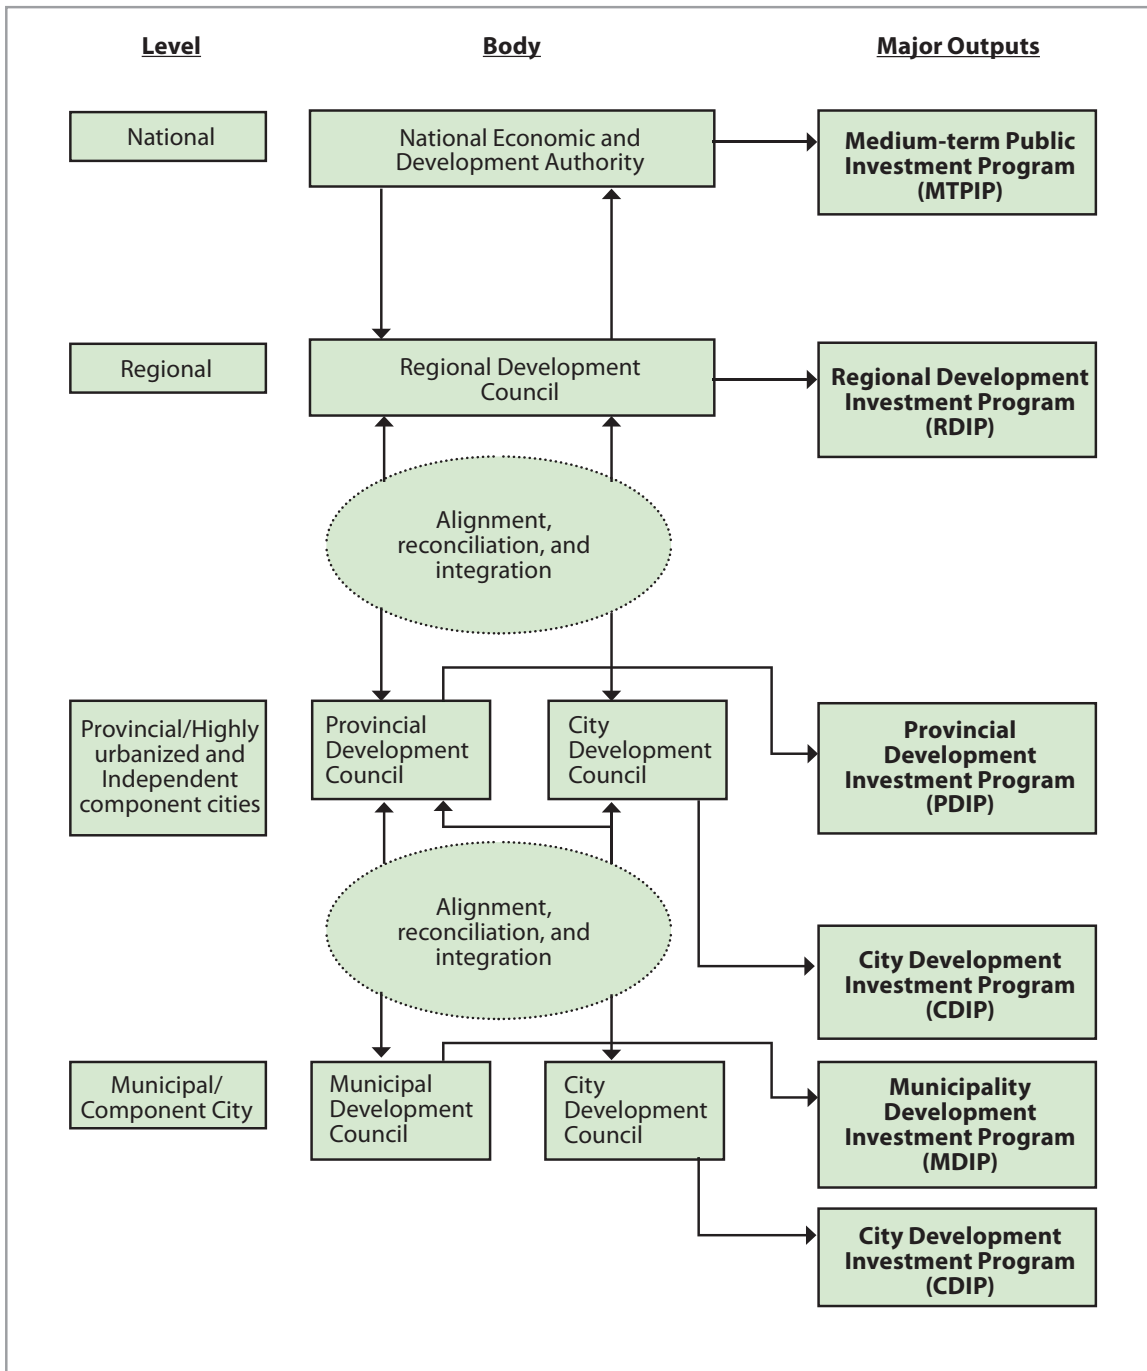 Level
Body
Major Outputs
National
National Economic and
Development Authority
Medium-term Public
Investment Program
(MTPIP)
Regional
Regional Development
Council
Regional Development
Investment Program
(RDIP)
Alignment,
reconciliation, and
integration
Provincial/Highly
urbanized and
Independent
component cities
Provincial
Development
Council
City
Development
Council
Provincial
Development
Investment Program
(PDIP)
Alignment,
reconciliation, and
integration
City Development
Investment Program
(CDIP)
Municipal/
Component City
Municipal
Development
Council
City
Development
Council
Municipality
Development
Investment Program
(MDIP)
City Development
Investment Program
(CDIP)